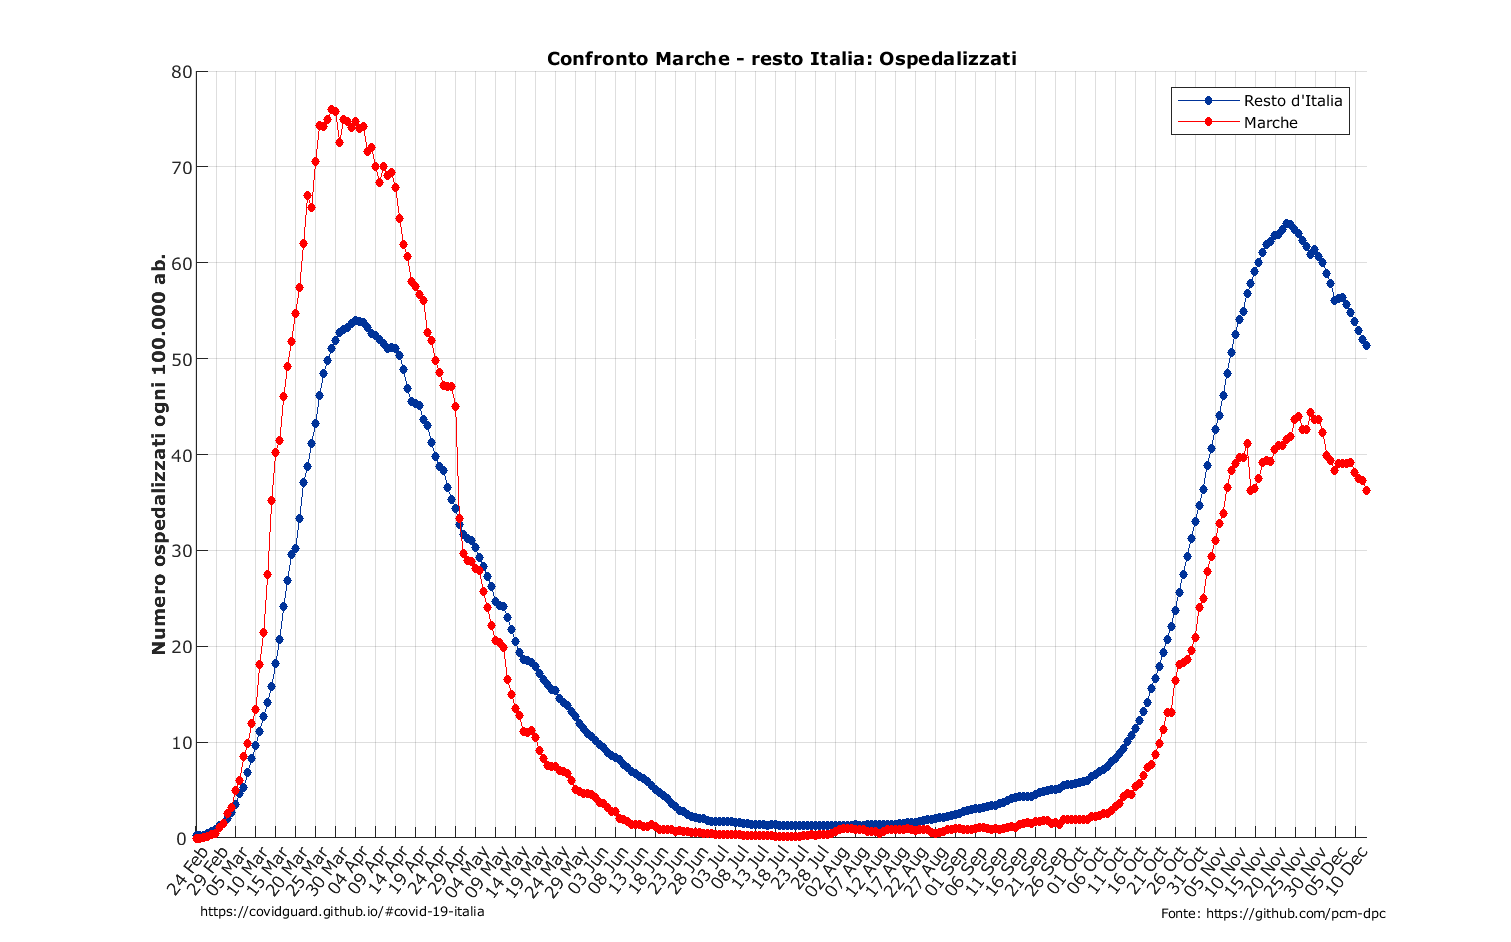 Confronto Marche - resto Italia: Ospedalizzati
Resto d'Italia
Marche
Numero ospedalizzati ogni 100.000 ab.
80
70
60
50
40
30
20
10
0
24 Feb
29 Feb
05 Mar
10 Mar
15 Mar
20 Mar
25 Mar
30 Mar
04 Apr
09 Apr
14 Apr
19 Apr
24 Apr
29 Apr
04 May
09 May
14 May
19 May
24 May
29 May
03 Jun
08 Jun
13 Jun
18 Jun
23 Jun
28 Jun
03 Jul
08 Jul
13 Jul
18 Jul
23 Jul
28 Jul
02 Aug
07 Aug
12 Aug
17 Aug
22 Aug
27 Aug
01 Sep
06 Sep
11 Sep
16 Sep
21 Sep
26 Sep
01 Oct
06 Oct
11 Oct
16 Oct
21 Oct
26 Oct
31 Oct
05 Nov
10 Nov
15 Nov
20 Nov
25 Nov
30 Nov
05 Dec
10 Dec
https://covidguard.github.io/#covid-19-italia
Fonte: https://github.com/pcm-dpc